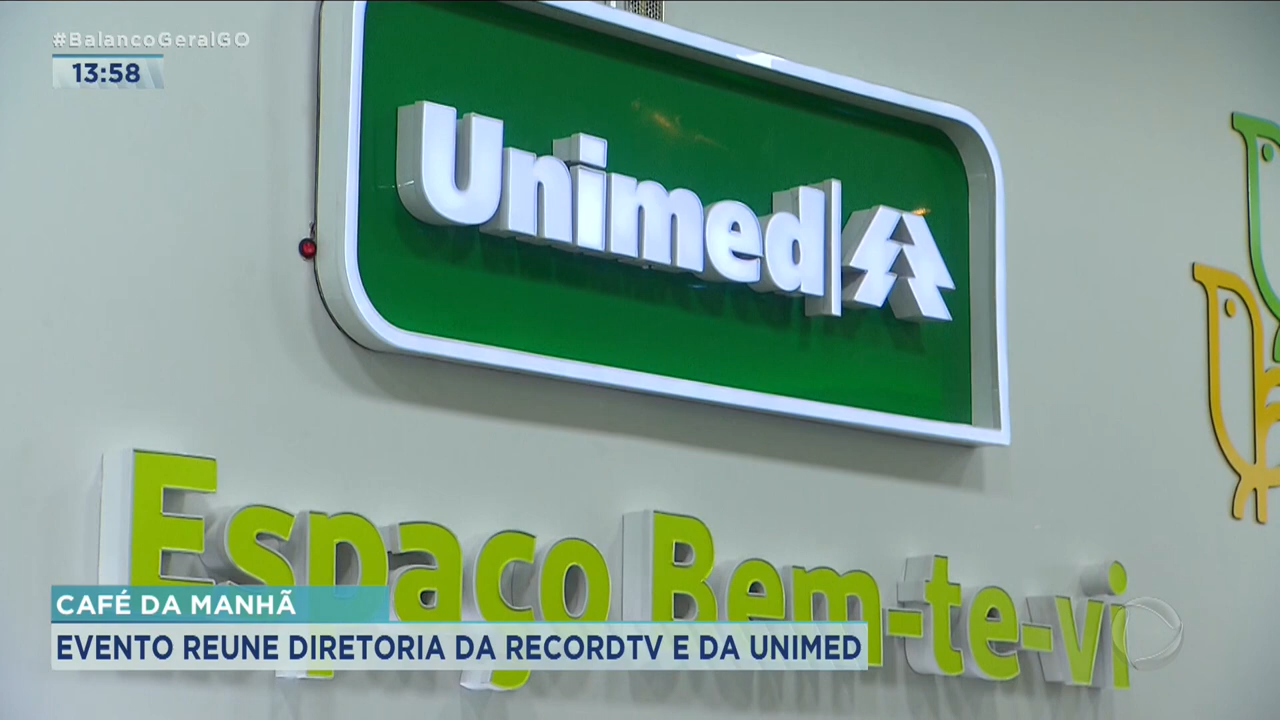 #BalancoGeralGO
13:58
Unimed
Espaço Bem-te-vi
CAFÉ DA MANHÃ
EVENTO REUNE DIRETORIA DA RECORDTV E DA UNIMED